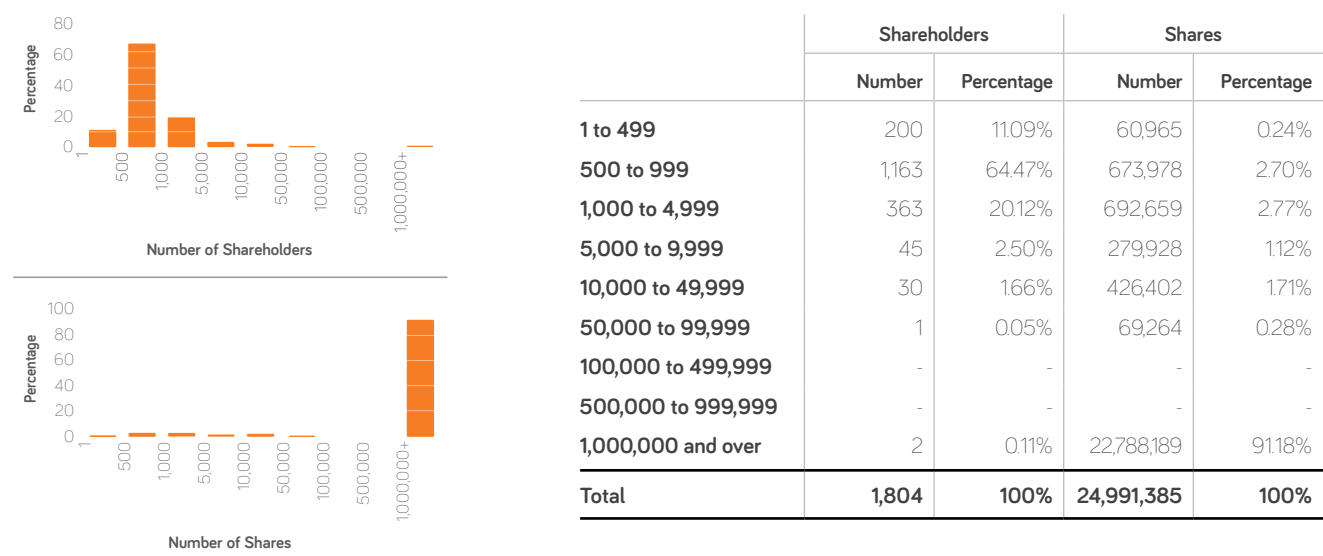 80
60
40
20
0
Percentage
1
500
1,000
5,000
10,000
50,000
100,000
500,000
1,000,000+
Number of Shareholders
100
80
60
40
20
0
Percentage
1
500
1,000
5,000
10,000
50,000
100,000
500,000
1,000,000+
Number of Shares
Shareholders Shares
Number Percentage Number Percentage
1 to 499 200 11.09% 60,965 0.24%
500 to 999 1,163 64.47% 673,978 2.70%
1,000 to 4,999 363 20.12% 692,659 2.77%
5,000 to 9,999 45 2.50% 279,928 1.12%
10,000 to 49,999 30 1.66% 426,402 1.71%
50,000 to 99,999 1 0.05% 69,264 0.28%
100,000 to 499,999 - - - -
500,000 to 999,999 - - - -
1,000,000 and over 2 0.11% 22,788,189 91.18%
Total 1,804 100% 24,991,385 100%